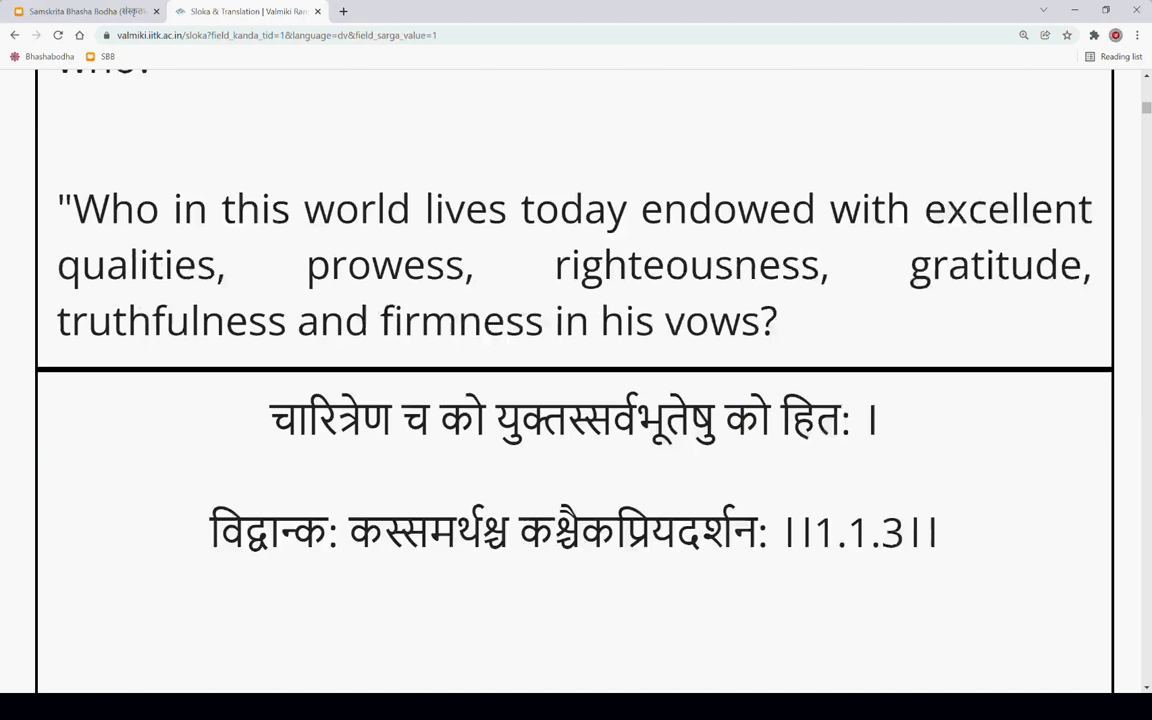 Samskrita Bhasha Bodha (संस्कृत
Sloka & Translation | Valmiki Ran
valmiki.iitk.ac.in/sloka?field_kanda_tid=1&language=dv&field_sarga_value=1
Bhashabodha SBB Reading list
"Who in this world lives today endowed with excellent
qualities, prowess, righteousness, gratitude,
truthfulness and firmness in his vows?
चारित्रेण च को युक्तस्सर्वभूतेषु को हित: ।
विद्वान्क: कस्समर्थश्च कश्चैकप्रियदर्शन: ।।1.1.3।।